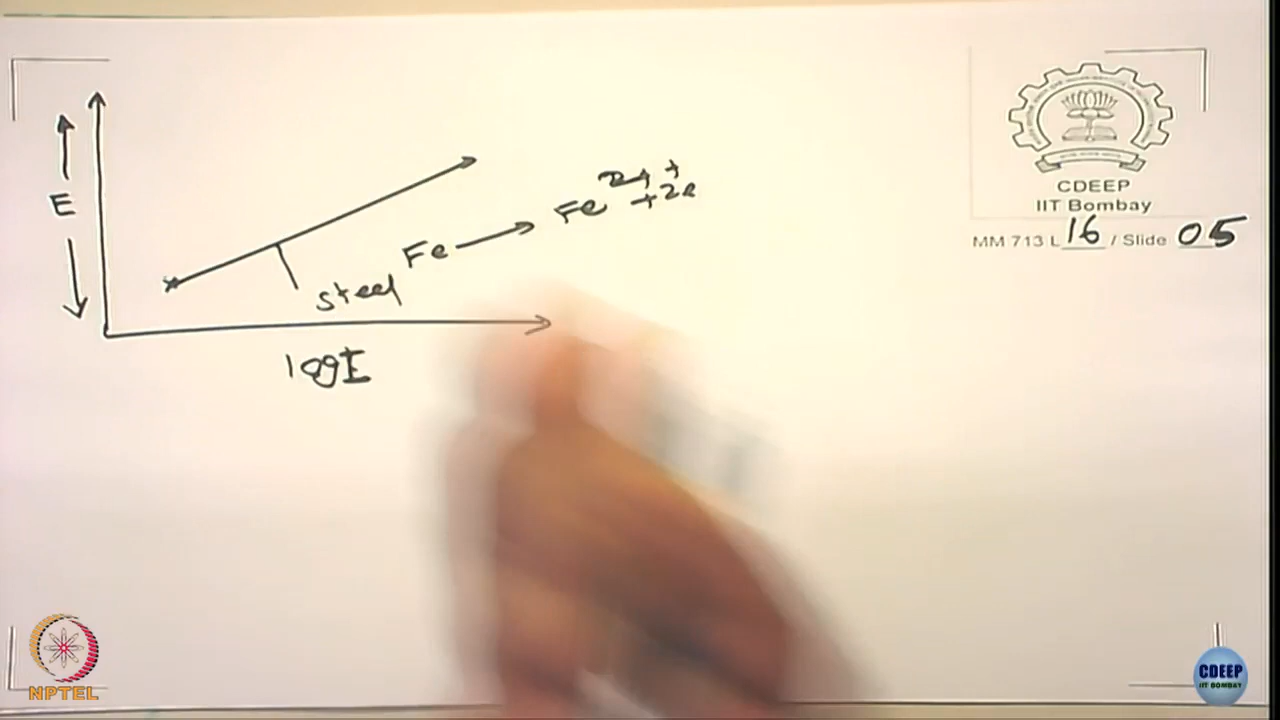 E
steel
Fe → Fe2+ + 2e
log I
CDEEP
IIT Bombay
MM 713 L 16 / Slide 05
NPTEL
CDEEP
IIT BOMBAY